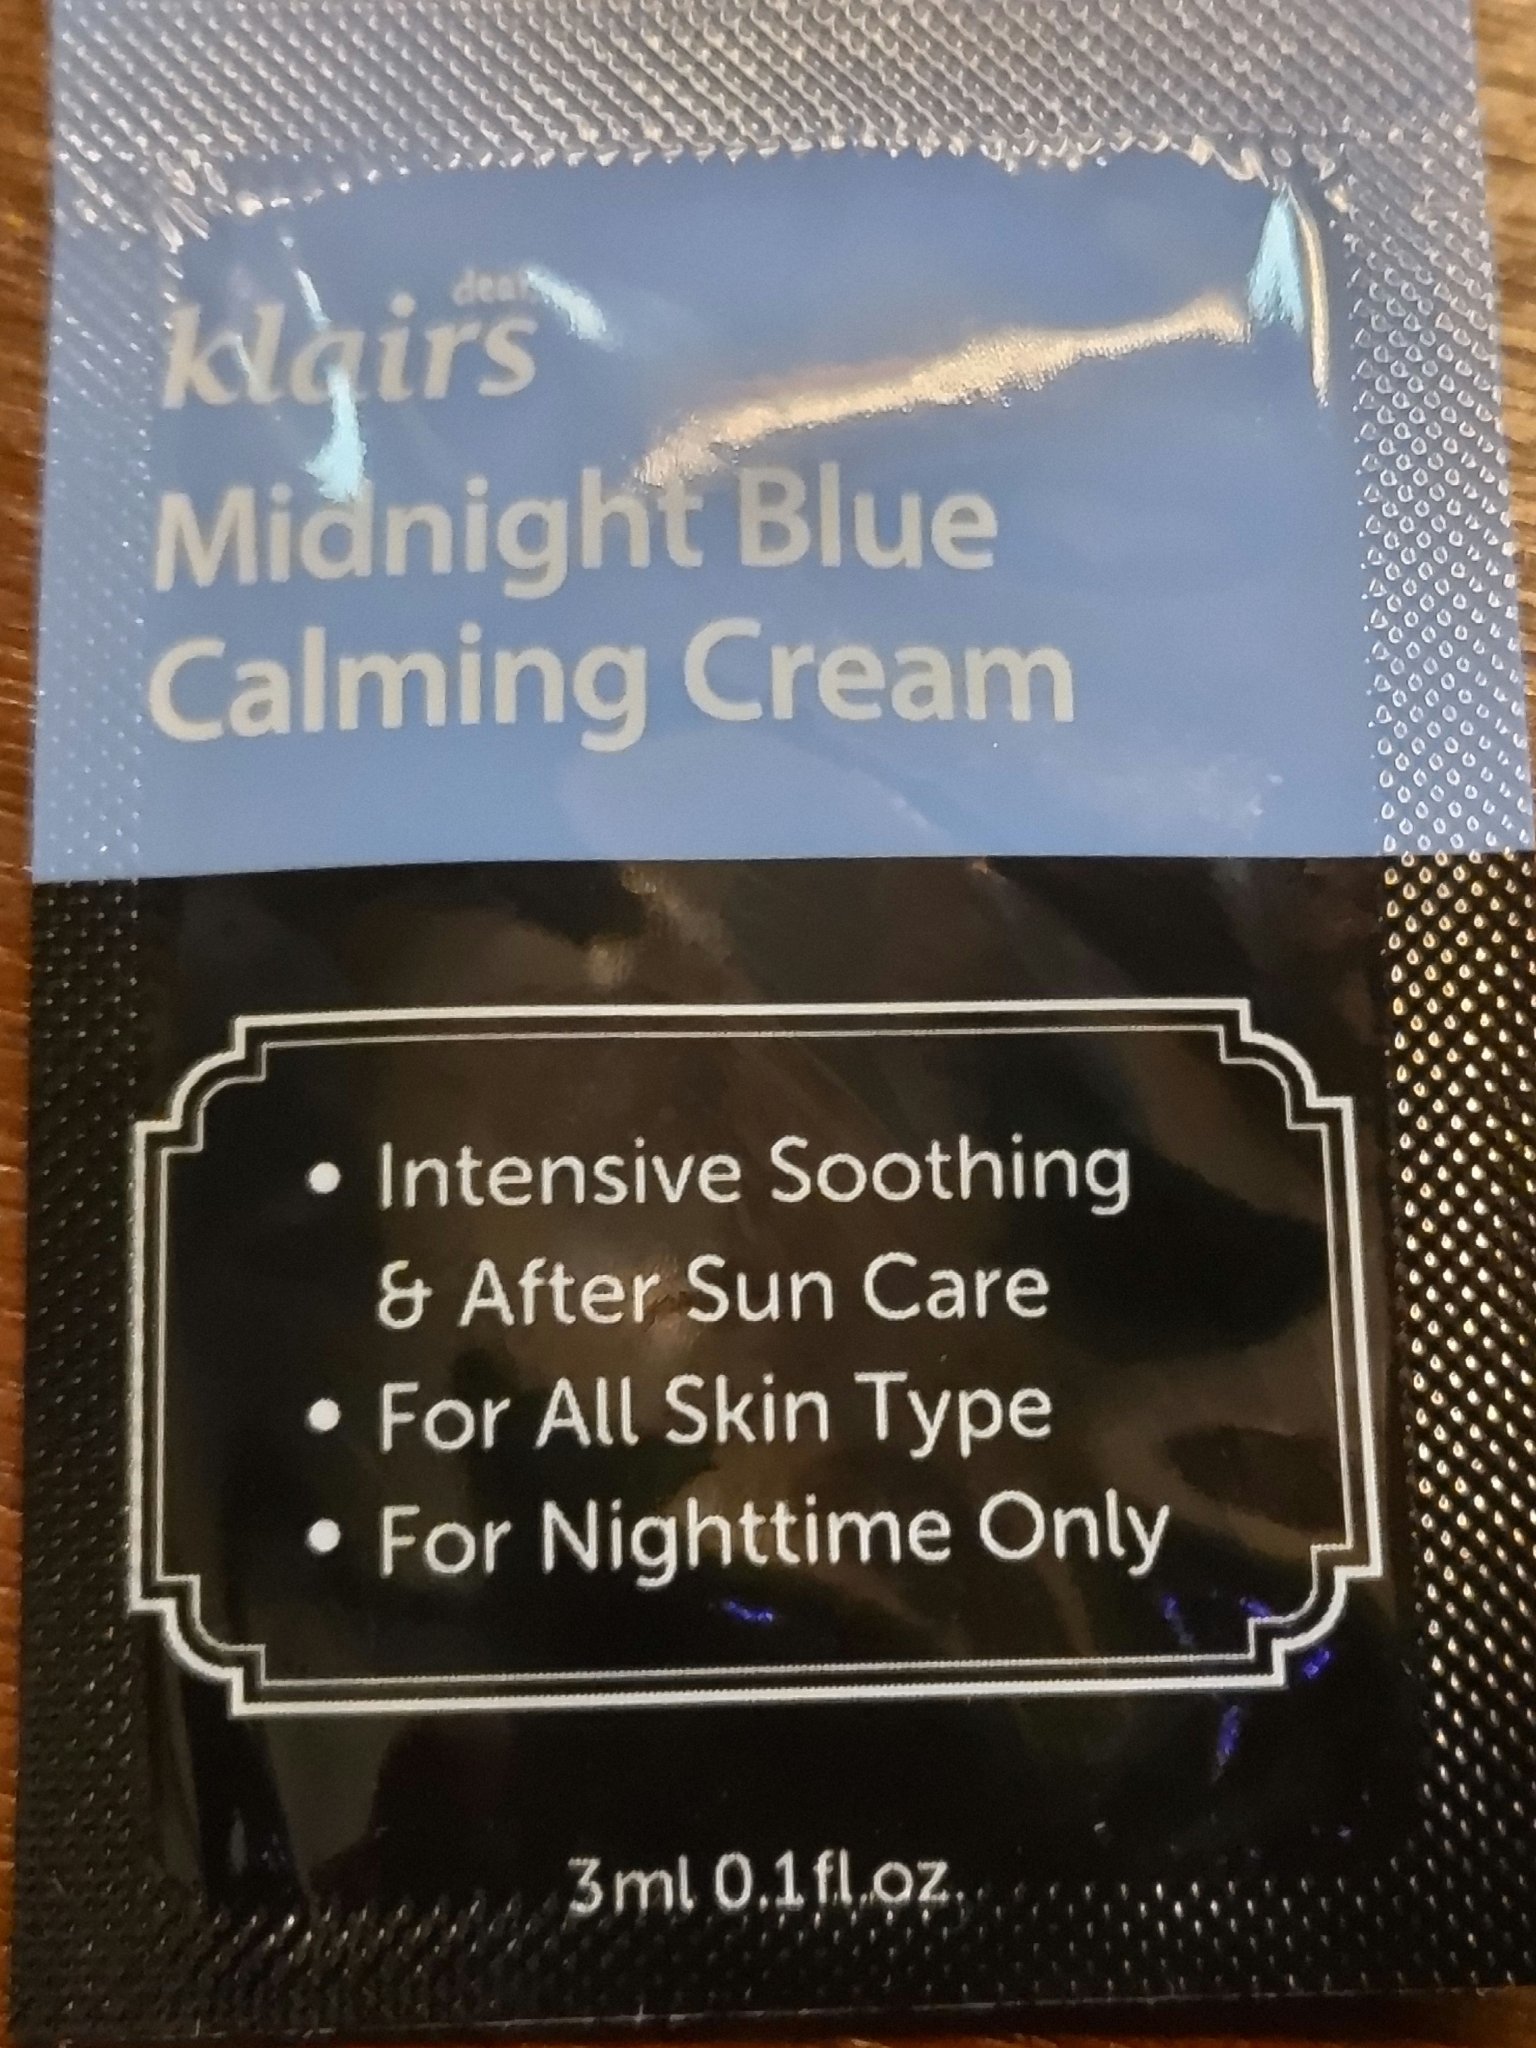 dear,
klairs
Midnight Blue
Calming Cream
• Intensive Soothing
& After Sun Care
• For All Skin Type
• For Nighttime Only
3ml 0.1fl.oz.